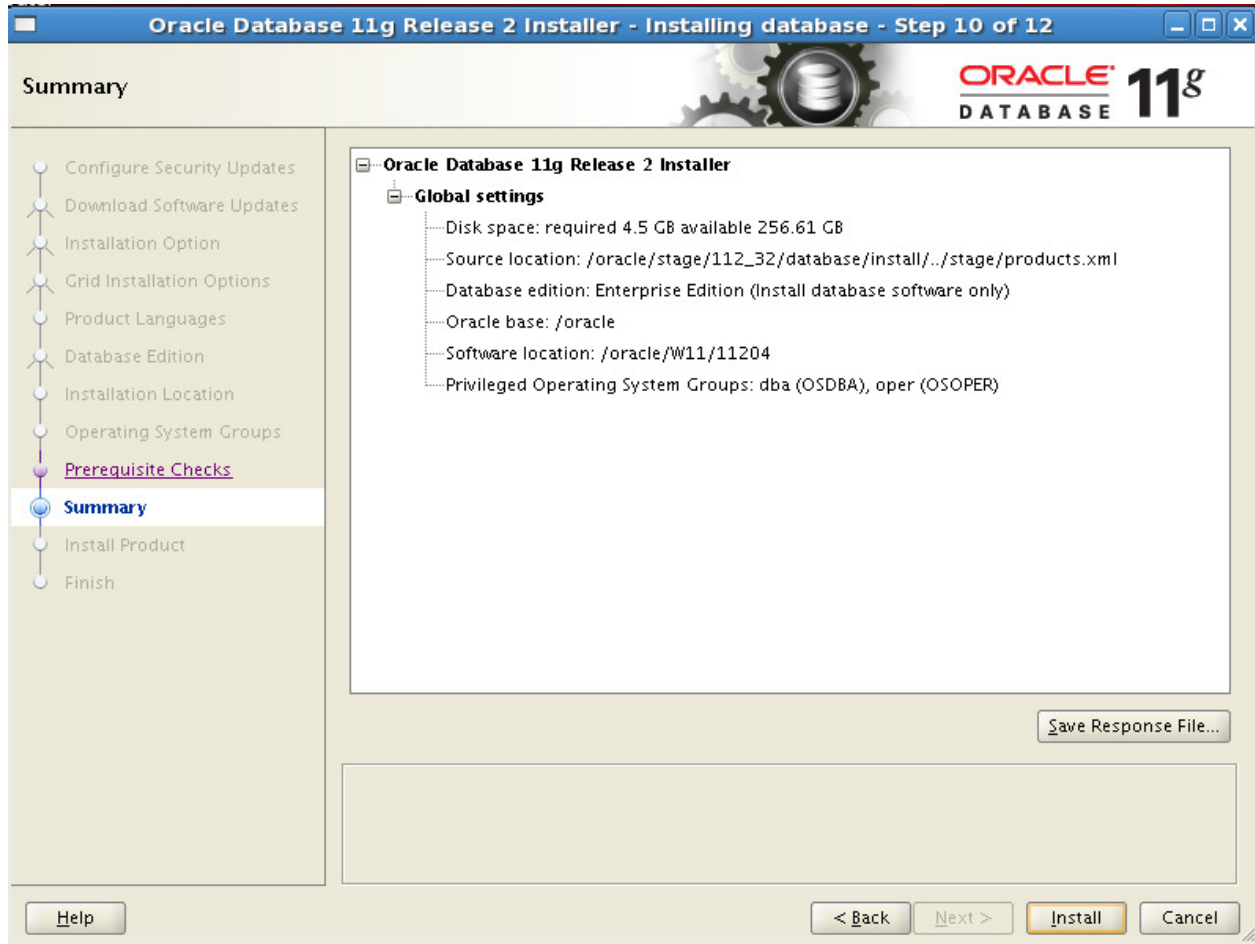 Oracle Database 11g Release 2 Installer - Installing database - Step 10 of 12
Summary
ORACLE 11g
DATABASE
Configure Security Updates
Download Software Updates
Installation Option
Grid Installation Options
Product Languages
Database Edition
Installation Location
Operating System Groups
Prerequisite Checks
Summary
Install Product
Finish
Oracle Database 11g Release 2 Installer
Global settings
Disk space: required 4.5 GB available 256.61 GB
Source location: /oracle/stage/112_32/database/install/../stage/products.xml
Database edition: Enterprise Edition (Install database software only)
Oracle base: /oracle
Software location: /oracle/W11/11204
Privileged Operating System Groups: dba (OSDBA), oper (OSOPER)
Save Response File...
Help
< Back
Next >
Install
Cancel